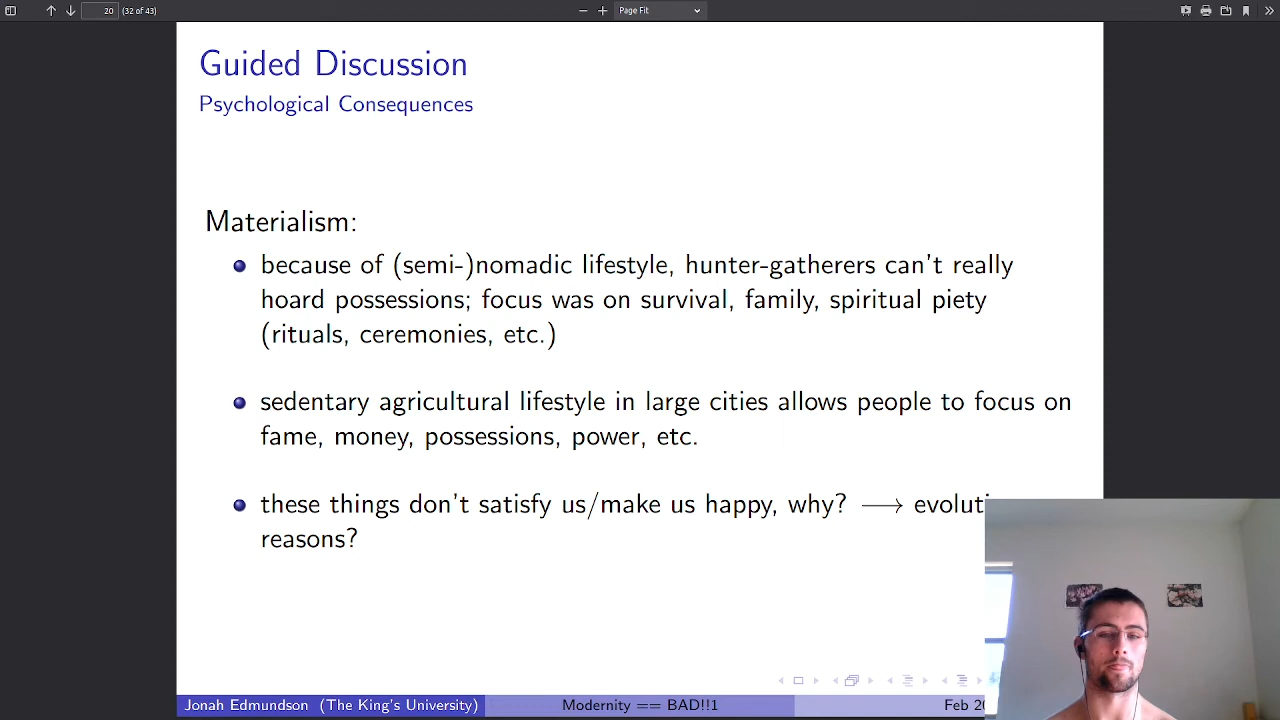 20 (32 of 43) Page Fit
Guided Discussion
Psychological Consequences
Materialism:
because of (semi-)nomadic lifestyle, hunter-gatherers can't really
hoard possessions; focus was on survival, family, spiritual piety
(rituals, ceremonies, etc.)
sedentary agricultural lifestyle in large cities allows people to focus on
fame, money, possessions, power, etc.
these things don't satisfy us/make us happy, why? ⟶ evoluti
reasons?
Jonah Edmundson (The King's University) Modernity == BAD!!1 Feb 20